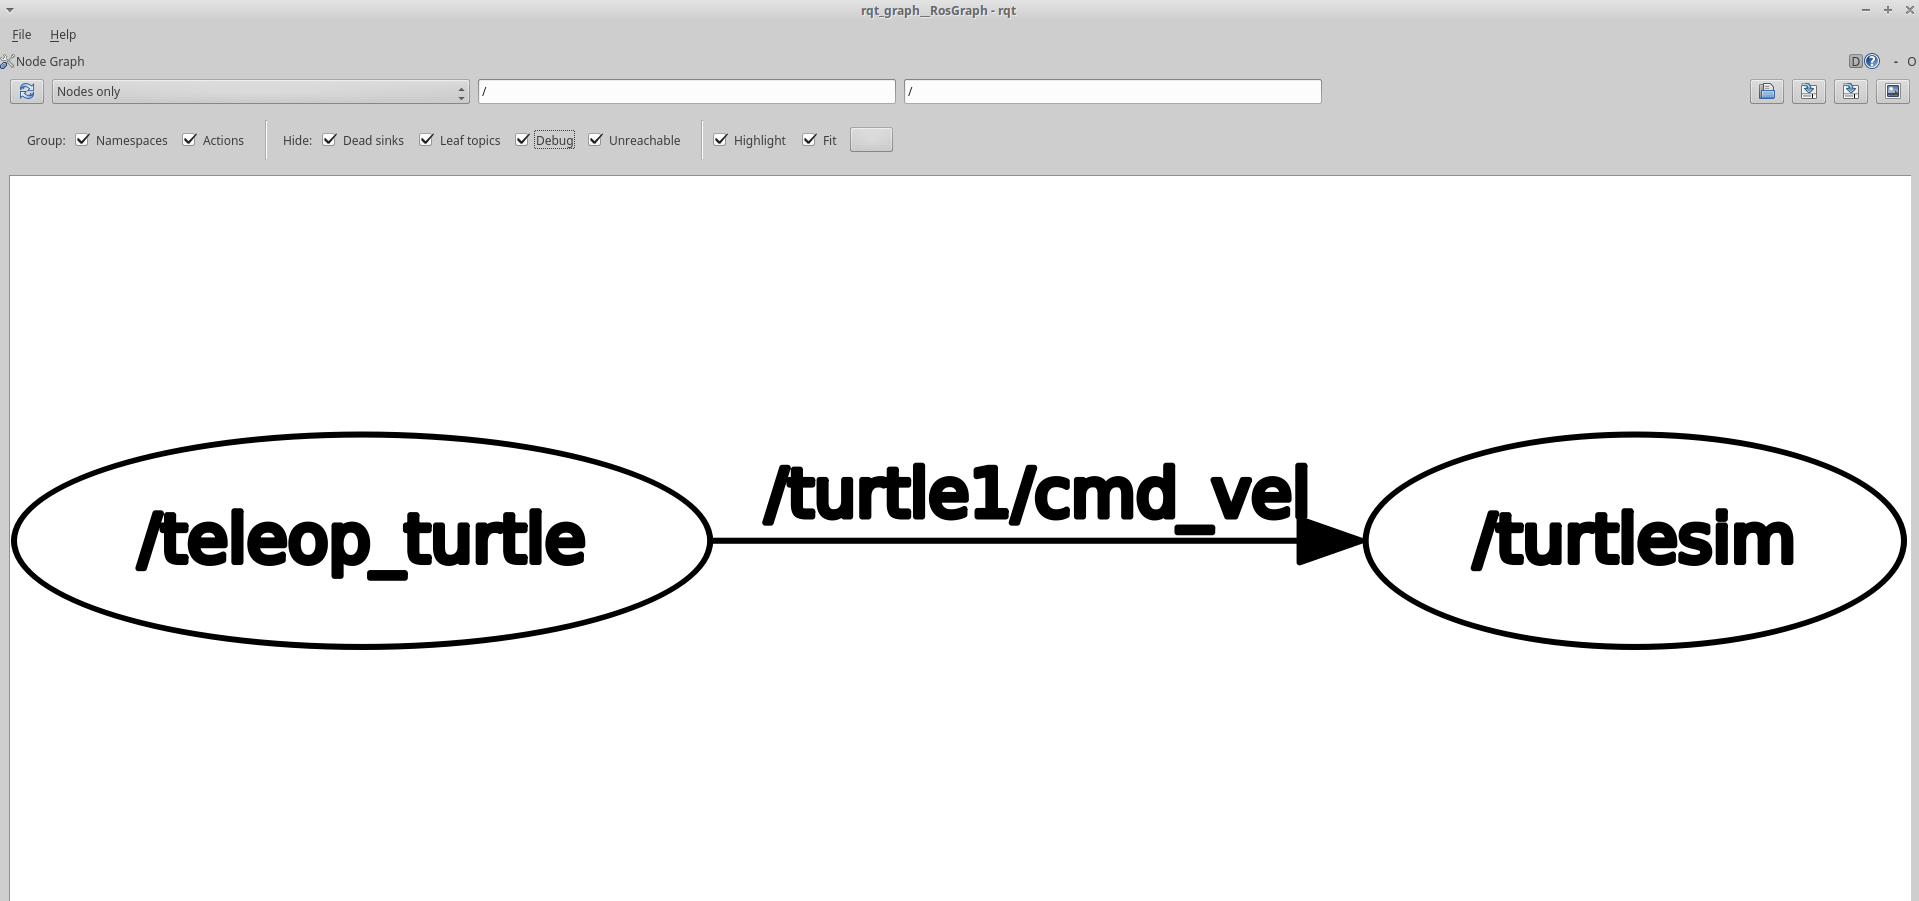 rqt_graph__RosGraph - rqt
File Help
Node Graph D ? - O
Nodes only / /
Group: Namespaces Actions Hide: Dead sinks Leaf topics Debug Unreachable Highlight Fit
/turtle1/cmd_vel
/teleop_turtle /turtlesim